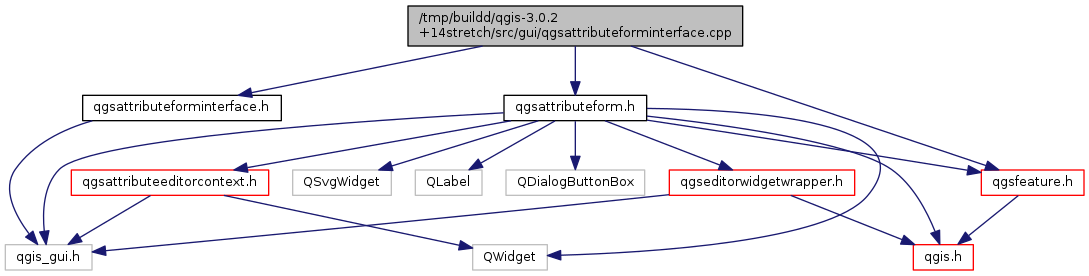 /tmp/buildd/qgis-3.0.2
+14stretch/src/gui/qgsattributeforminterface.cpp
qgsattributeforminterface.h
qgsattributeform.h
qgsattributeeditorcontext.h
QSvgWidget
QLabel
QDialogButtonBox
qgseditorwidgetwrapper.h
qgsfeature.h
qgis_gui.h
QWidget
qgis.h